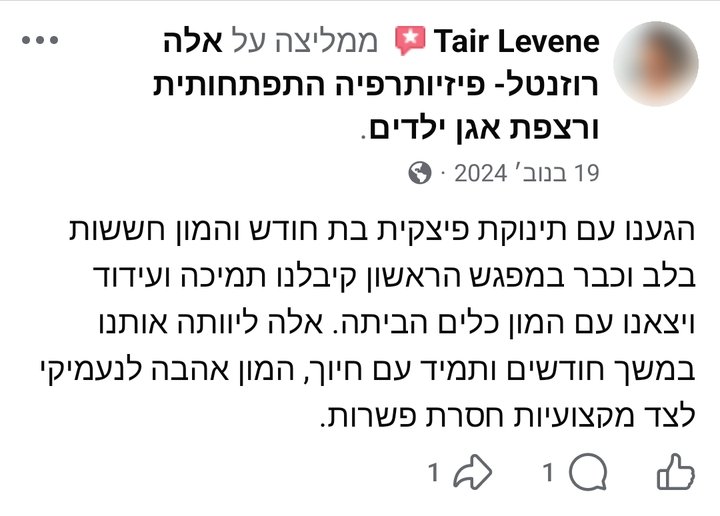 Tair Levene ממליצה על אלה
רוזנטל- פיזיותרפיה התפתחותית
ורצפת אגן ילדים.
19 בנוב׳ 2024 ·
הגענו עם תינוקת פיצקית בת חודש והמון חששות
בלב וכבר במפגש הראשון קיבלנו תמיכה ועידוד
ויצאנו עם המון כלים הביתה. אלה ליוותה אותנו
במשך חודשים ותמיד עם חיוך, המון אהבה לנעמיקי
לצד מקצועיות חסרת פשרות.
1 1